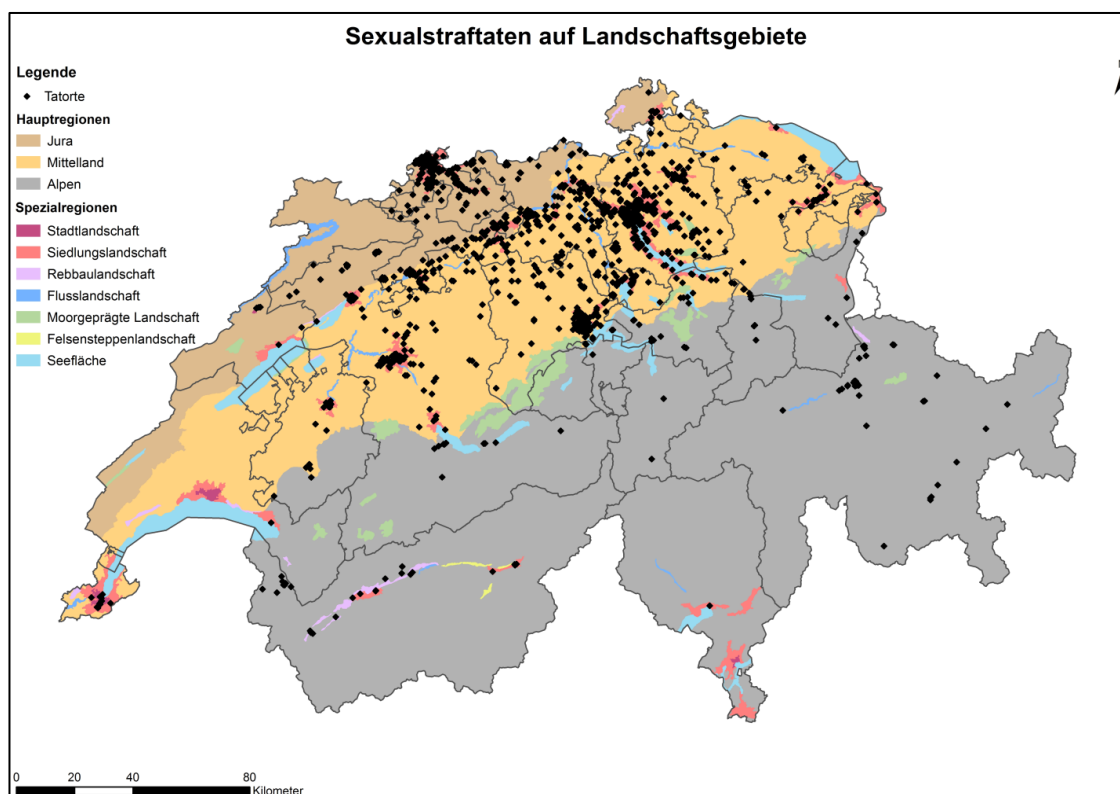 Sexualstraftaten auf Landschaftsgebiete
Legende
Tatorte
Hauptregionen
Jura
Mittelland
Alpen
Spezialregionen
Stadtlandschaft
Siedlungslandschaft
Rebbaulandschaft
Flusslandschaft
Moorgeprägte Landschaft
Felsensteppenlandschaft
Seefläche
0 20 40 80
Kilometer